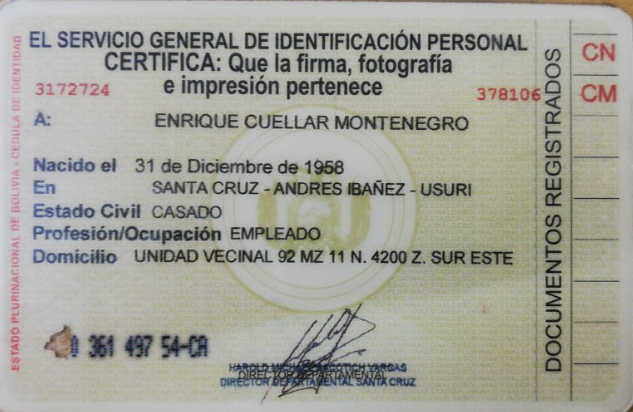 EL SERVICIO GENERAL DE IDENTIFICACIÓN PERSONAL
CERTIFICA: Que la firma, fotografía
e impresión pertenece
3172724
378106
A: ENRIQUE CUELLAR MONTENEGRO
Nacido el 31 de Diciembre de 1958
En SANTA CRUZ - ANDRES IBAÑEZ - USURI
Estado Civil CASADO
Profesión/Ocupación EMPLEADO
Domicilio UNIDAD VECINAL 92 MZ 11 N. 4200 Z. SUR ESTE
0 361 497 54-CA
HAROLD VARGAS
DIRECTOR DEPARTAMENTAL
DIRECTOR DEPARTAMENTAL SANTA CRUZ
ESTADO PLURINACIONAL DE BOLIVIA - CEDULA DE IDENTIDAD
DOCUMENTOS REGISTRADOS
CN
CM